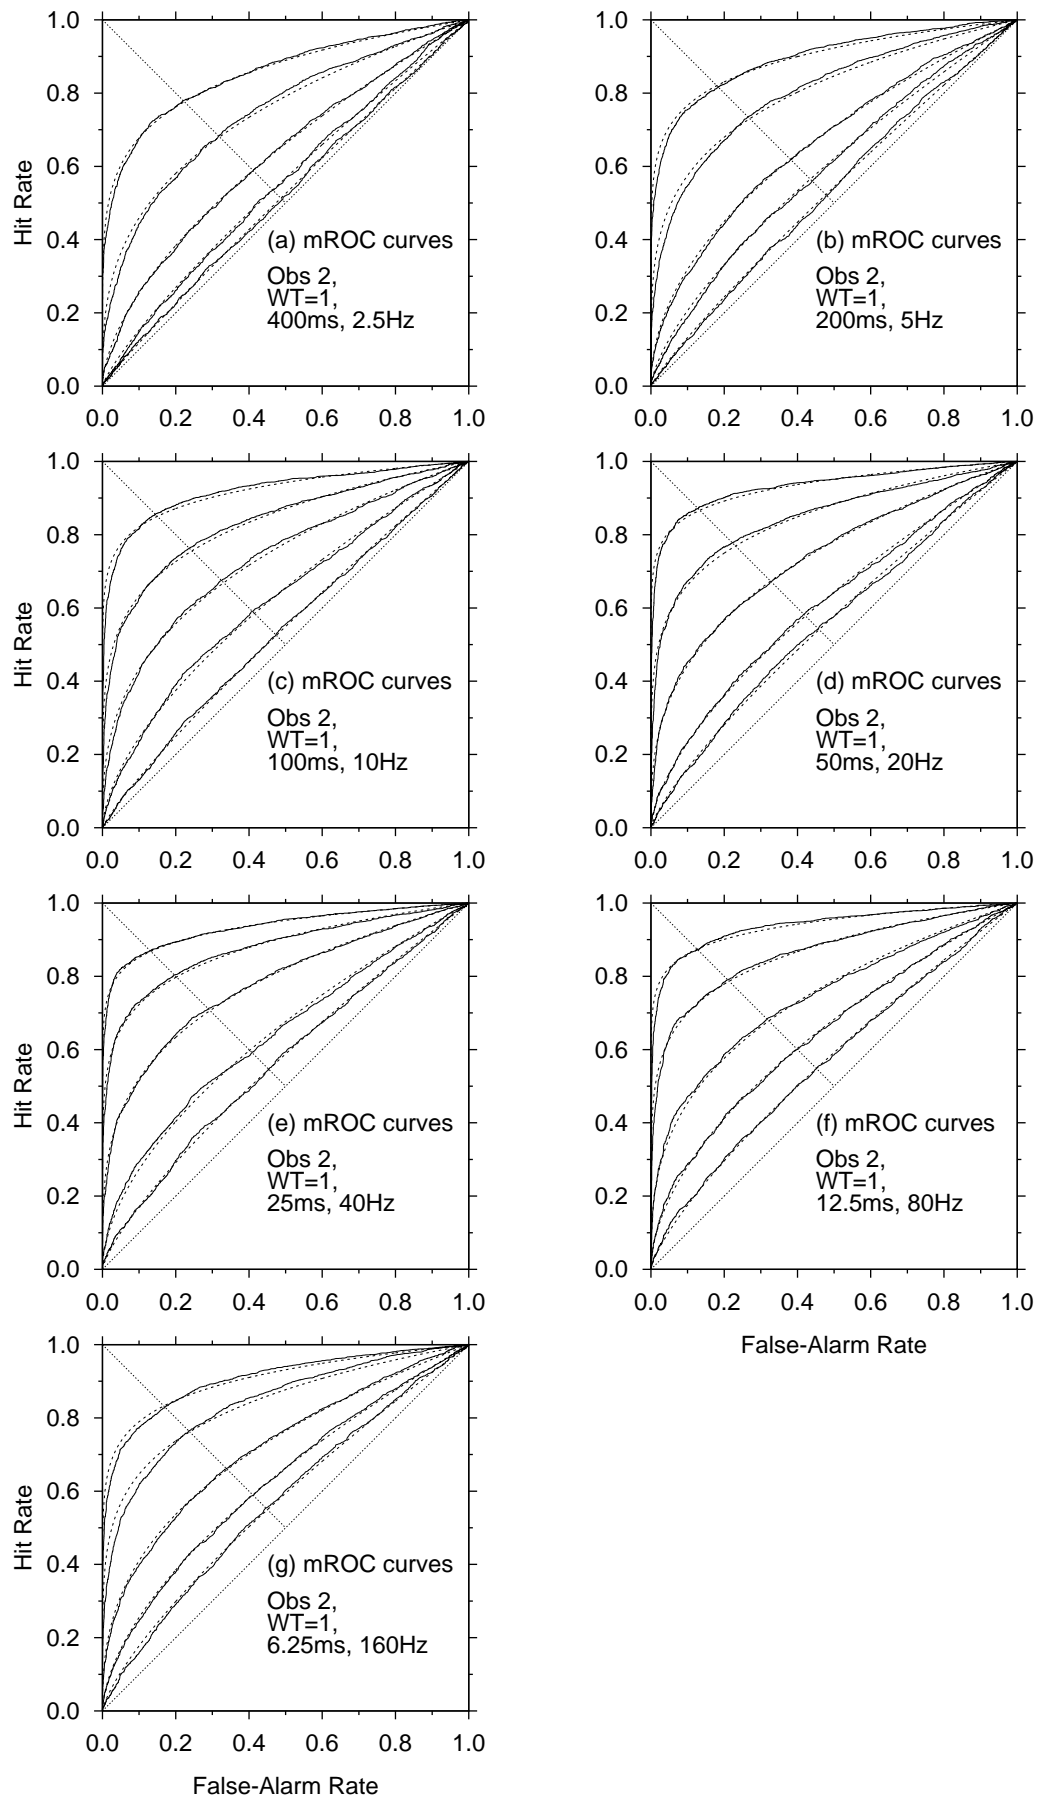 1.0
0.8
0.6
0.4
0.2
0.0
Hit Rate
(a) mROC curves
Obs 2,
WT=1,
400ms, 2.5Hz
0.0 0.2 0.4 0.6 0.8 1.0
1.0
0.8
0.6
0.4
0.2
0.0
(b) mROC curves
Obs 2,
WT=1,
200ms, 5Hz
0.0 0.2 0.4 0.6 0.8 1.0
1.0
0.8
0.6
0.4
0.2
0.0
Hit Rate
(c) mROC curves
Obs 2,
WT=1,
100ms, 10Hz
0.0 0.2 0.4 0.6 0.8 1.0
1.0
0.8
0.6
0.4
0.2
0.0
(d) mROC curves
Obs 2,
WT=1,
50ms, 20Hz
0.0 0.2 0.4 0.6 0.8 1.0
1.0
0.8
0.6
0.4
0.2
0.0
Hit Rate
(e) mROC curves
Obs 2,
WT=1,
25ms, 40Hz
0.0 0.2 0.4 0.6 0.8 1.0
1.0
0.8
0.6
0.4
0.2
0.0
(f) mROC curves
Obs 2,
WT=1,
12.5ms, 80Hz
0.0 0.2 0.4 0.6 0.8 1.0
False-Alarm Rate
1.0
0.8
0.6
0.4
0.2
0.0
Hit Rate
(g) mROC curves
Obs 2,
WT=1,
6.25ms, 160Hz
0.0 0.2 0.4 0.6 0.8 1.0
False-Alarm Rate